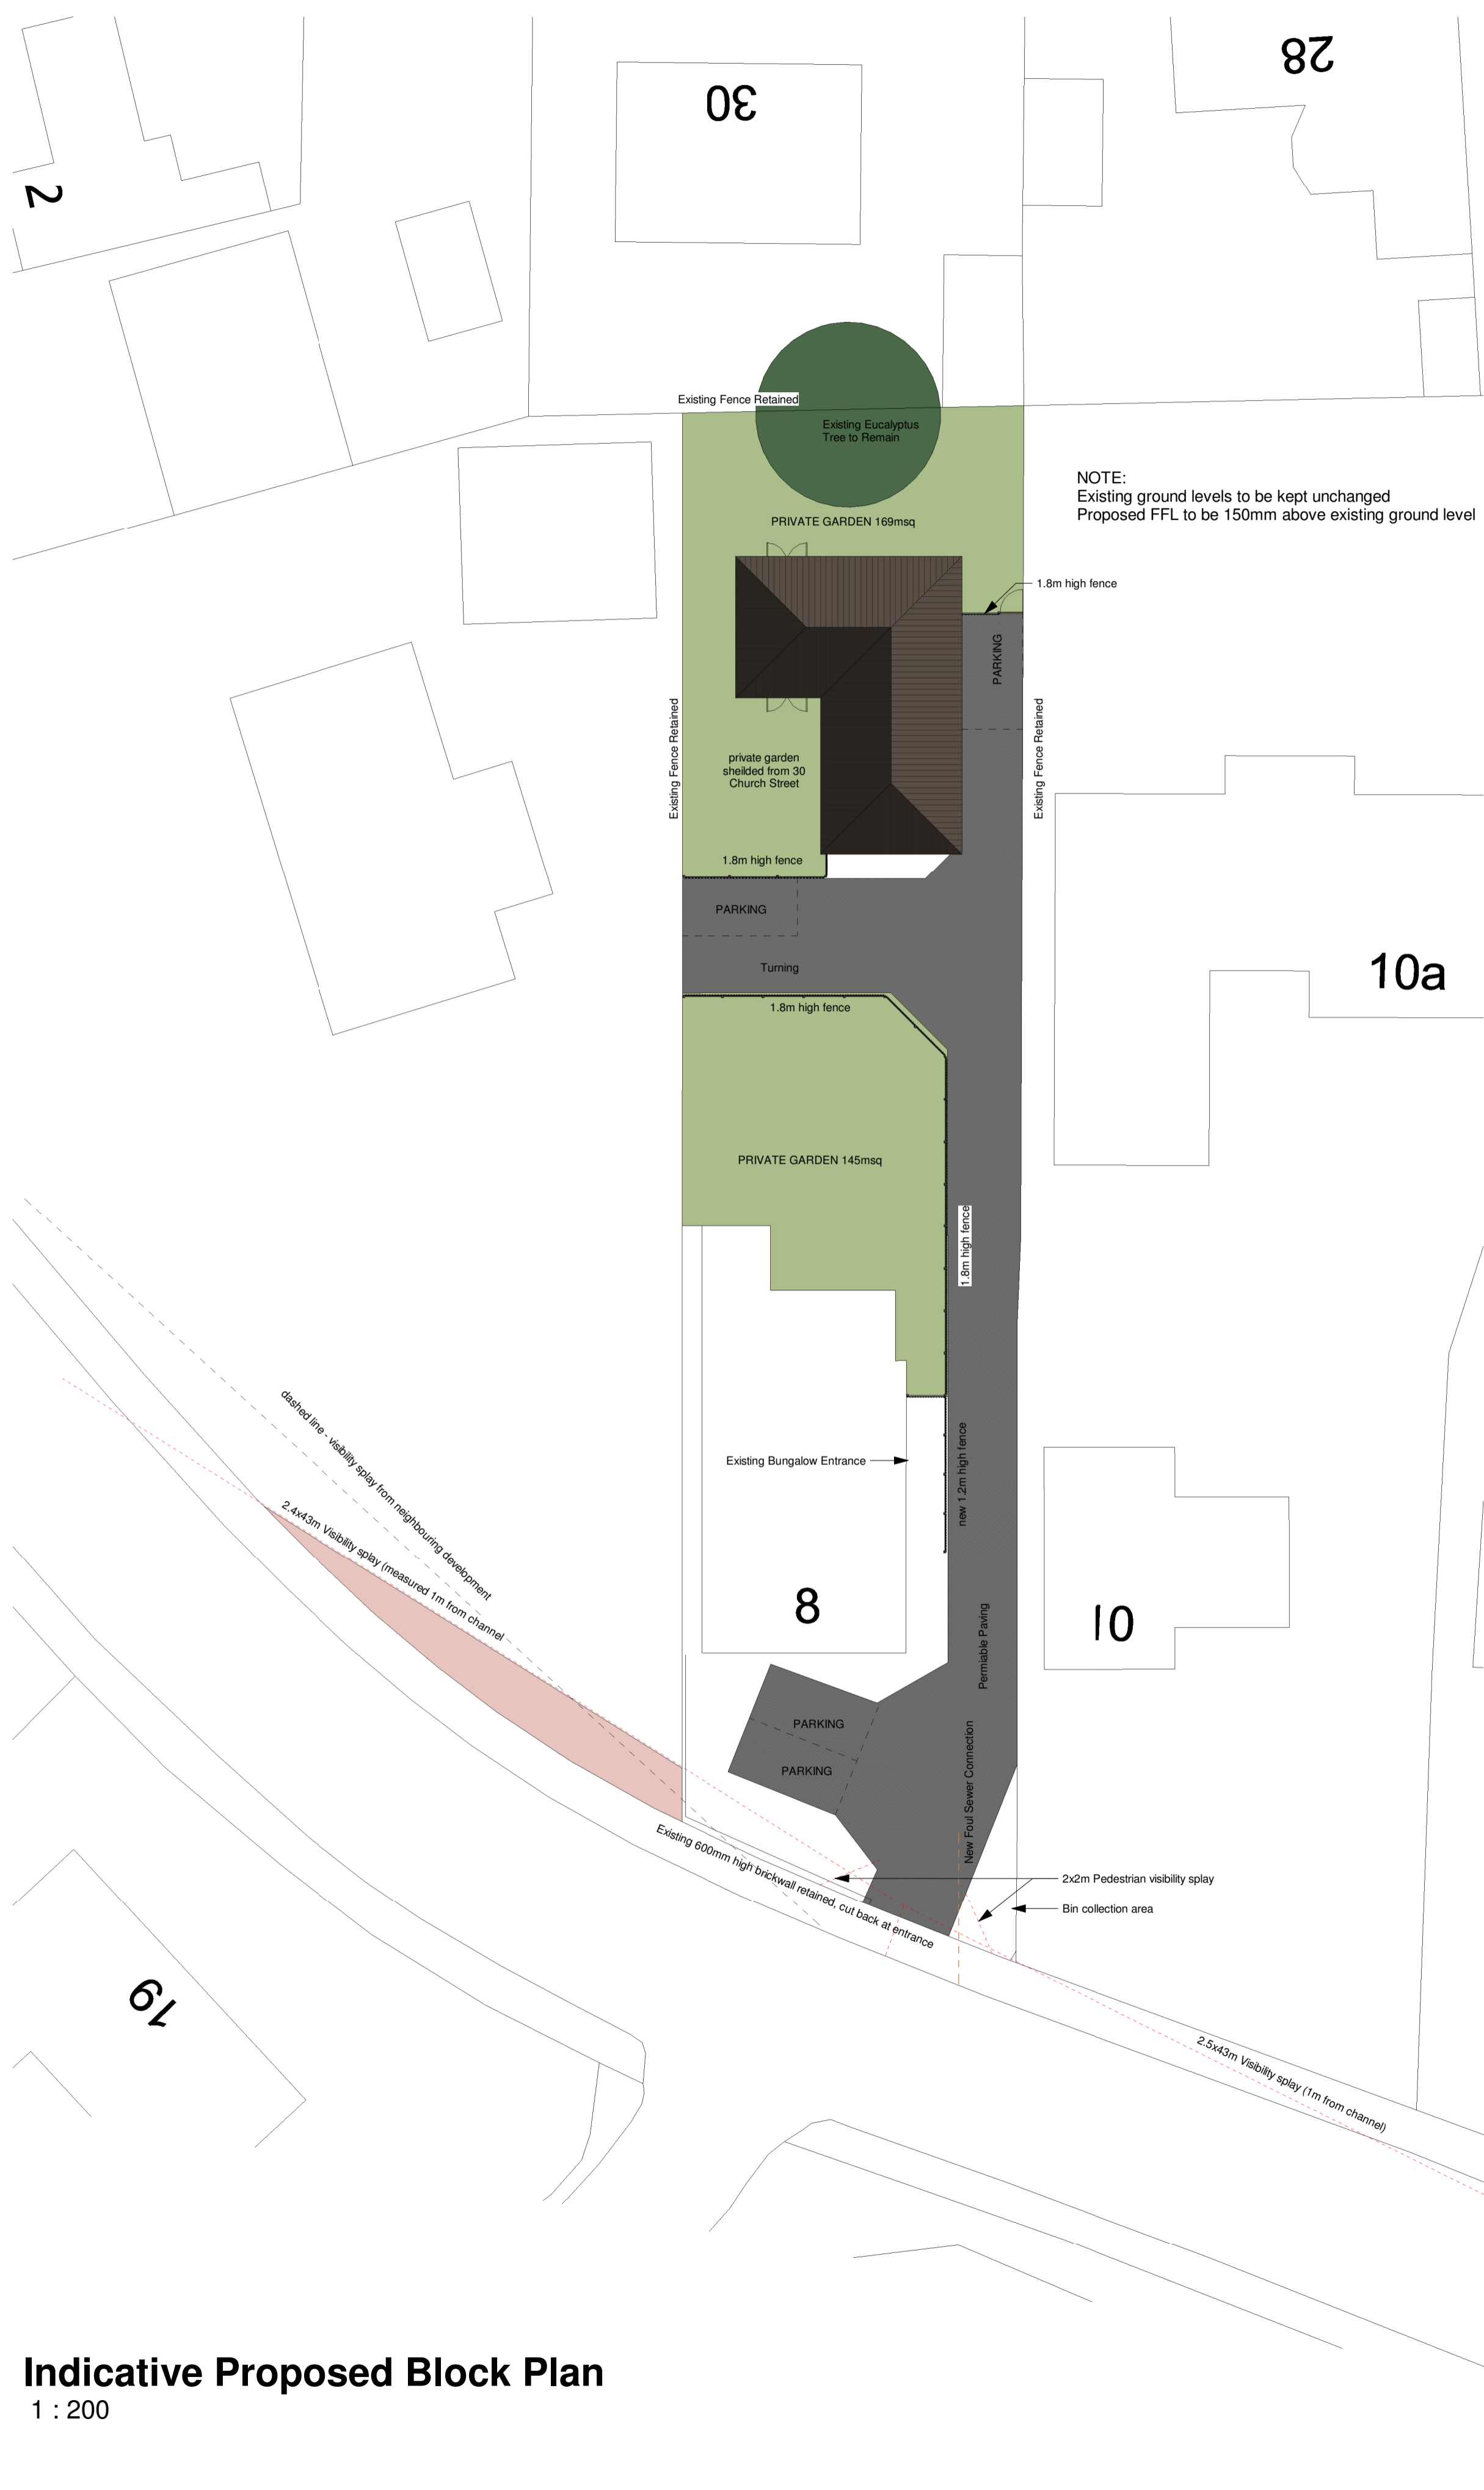 28
30
2
Existing Fence Retained
Existing Eucalyptus
Tree to Remain
NOTE:
Existing ground levels to be kept unchanged
Proposed FFL to be 150mm above existing ground level
PRIVATE GARDEN 169msq
1.8m high fence
PARKING
Existing Fence Retained
Existing Fence Retained
private garden
sheilded from 30
Church Street
1.8m high fence
PARKING
Turning
10a
1.8m high fence
PRIVATE GARDEN 145msq
1.8m high fence
dashed line - visibility splay from neighbouring development
2.4x43m Visibility splay (measured 1m from channel
Existing Bungalow Entrance
new 1.2m high fence
8
10
Permiable Paving
PARKING
PARKING
New Foul Sewer Connection
Existing 600mm high brickwall retained, cut back at entrance
2x2m Pedestrian visibility splay
Bin collection area
19
2.5x43m Visibility splay (1m from channel)
Indicative Proposed Block Plan
1 : 200